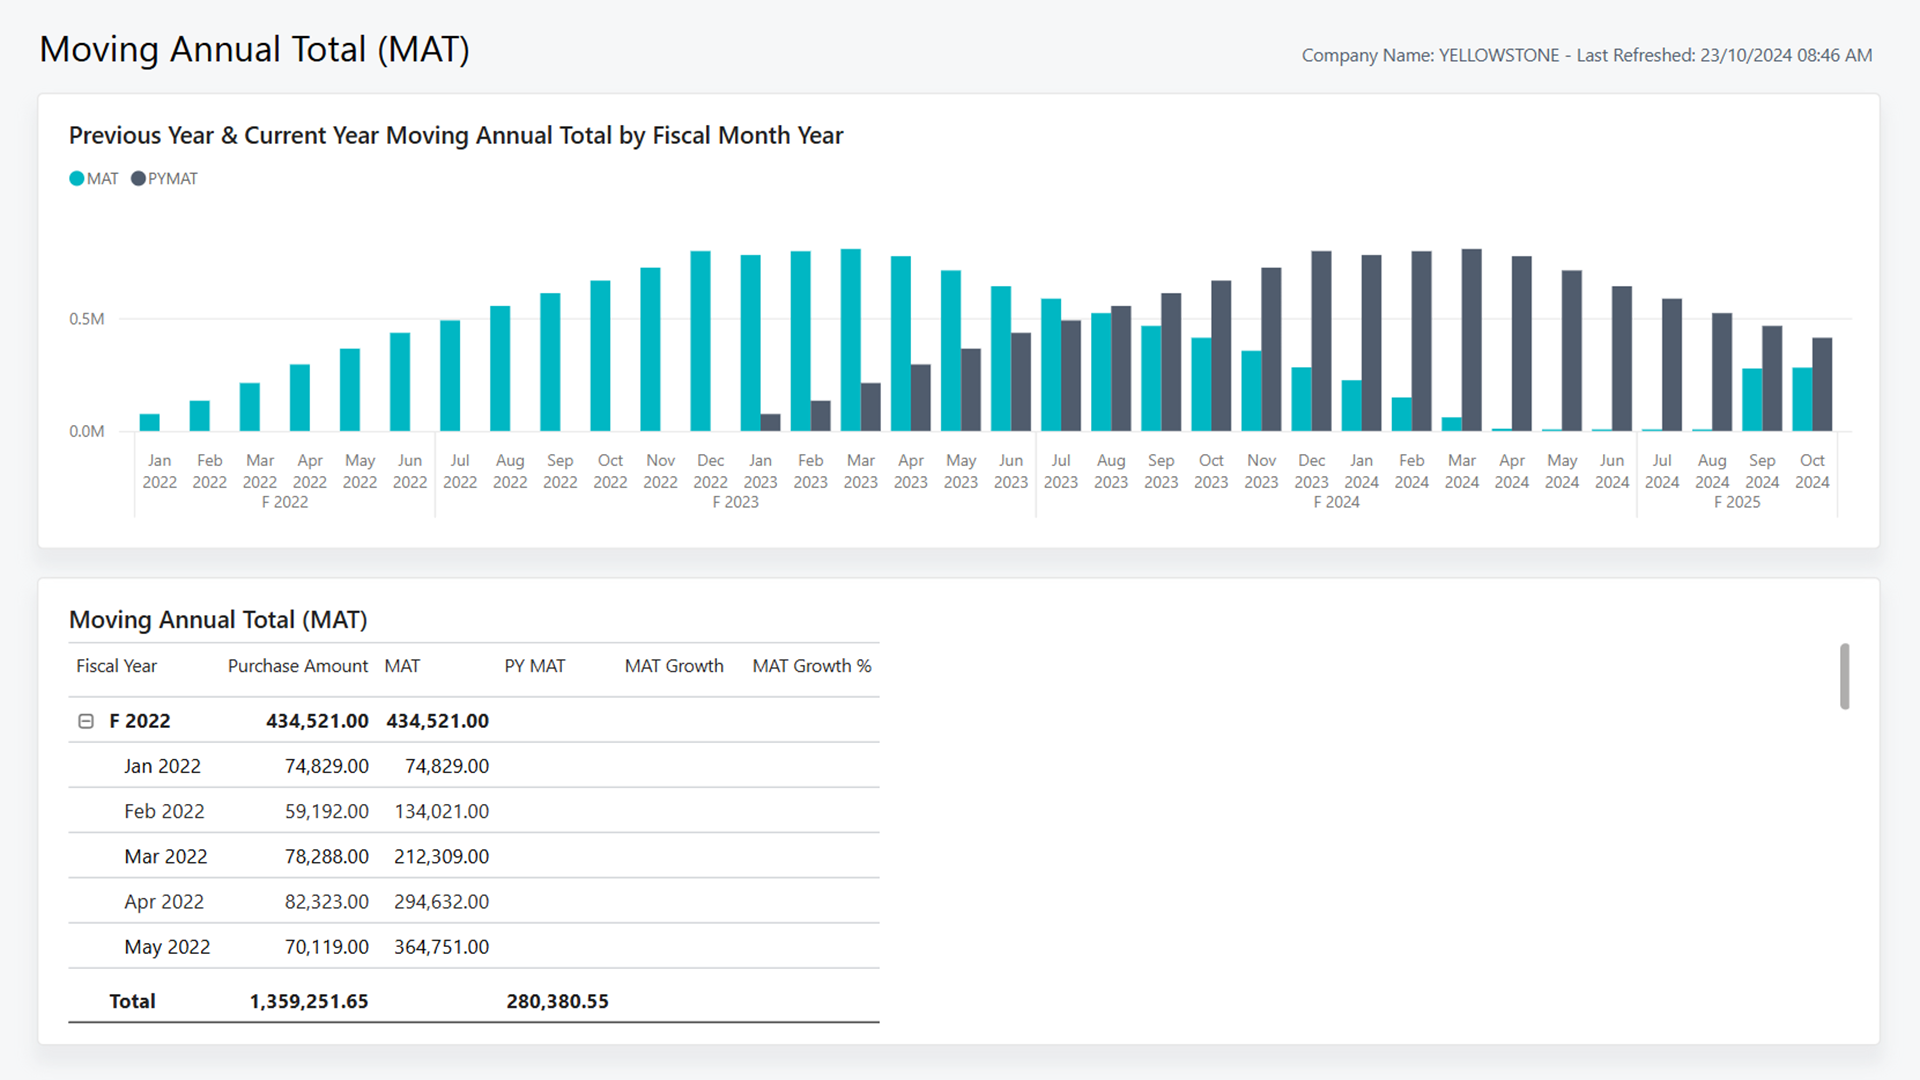 Moving Annual Total (MAT)
Company Name: YELLOWSTONE - Last Refreshed: 23/10/2024 08:46 AM
Previous Year & Current Year Moving Annual Total by Fiscal Month Year
MAT PYMAT
0.5M
0.0M
Jan Feb Mar Apr May Jun Jul Aug Sep Oct Nov Dec Jan Feb Mar Apr May Jun Jul Aug Sep Oct Nov Dec Jan Feb Mar Apr May Jun Jul Aug Sep Oct
2022 2022 2022 2022 2022 2022 2022 2022 2022 2022 2022 2022 2023 2023 2023 2023 2023 2023 2023 2023 2023 2023 2023 2023 2024 2024 2024 2024 2024 2024 2024 2024 2024 2024
F 2022 F 2023 F 2024 F 2025
Moving Annual Total (MAT)
Fiscal Year Purchase Amount MAT PY MAT MAT Growth MAT Growth %
F 2022 434,521.00 434,521.00
Jan 2022 74,829.00 74,829.00
Feb 2022 59,192.00 134,021.00
Mar 2022 78,288.00 212,309.00
Apr 2022 82,323.00 294,632.00
May 2022 70,119.00 364,751.00
Total 1,359,251.65 280,380.55